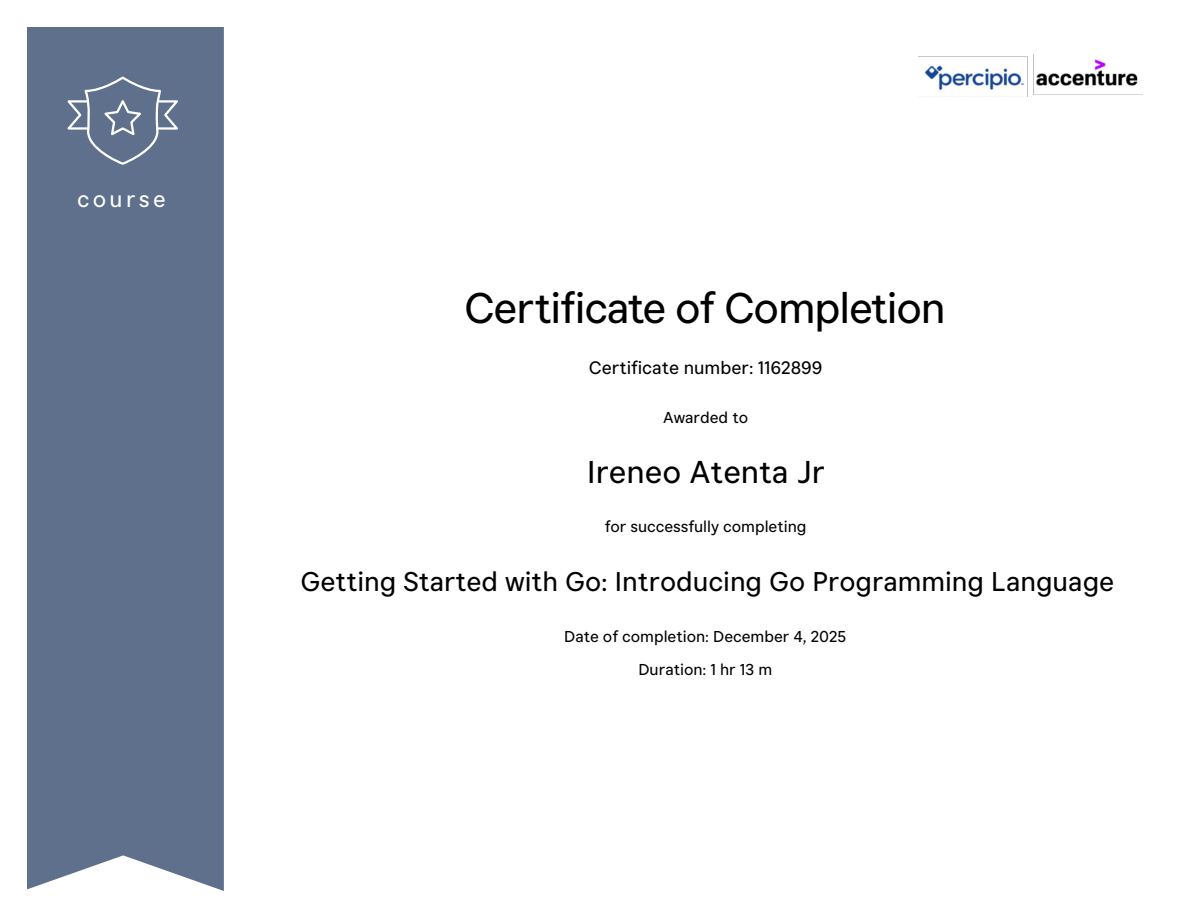 percipio.
accenture
course
Certificate of Completion
Certificate number: 1162899
Awarded to
Ireneo Atenta Jr
for successfully completing
Getting Started with Go: Introducing Go Programming Language
Date of completion: December 4, 2025
Duration: 1 hr 13 m